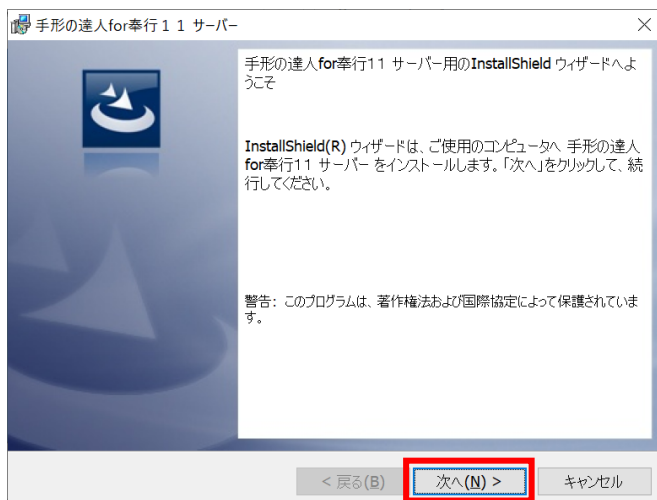 手形の達人for奉行１１ サーバー
手形の達人for奉行11 サーバー用のInstallShield ウィザードへよ
うこそ
InstallShield(R) ウィザードは、ご使用のコンピュータへ 手形の達人
for奉行11 サーバー をインストールします。「次へ」をクリックして、続
行してください。
警告: このプログラムは、著作権法および国際協定によって保護されていま
す。
< 戻る(B)
次へ(N) >
キャンセル